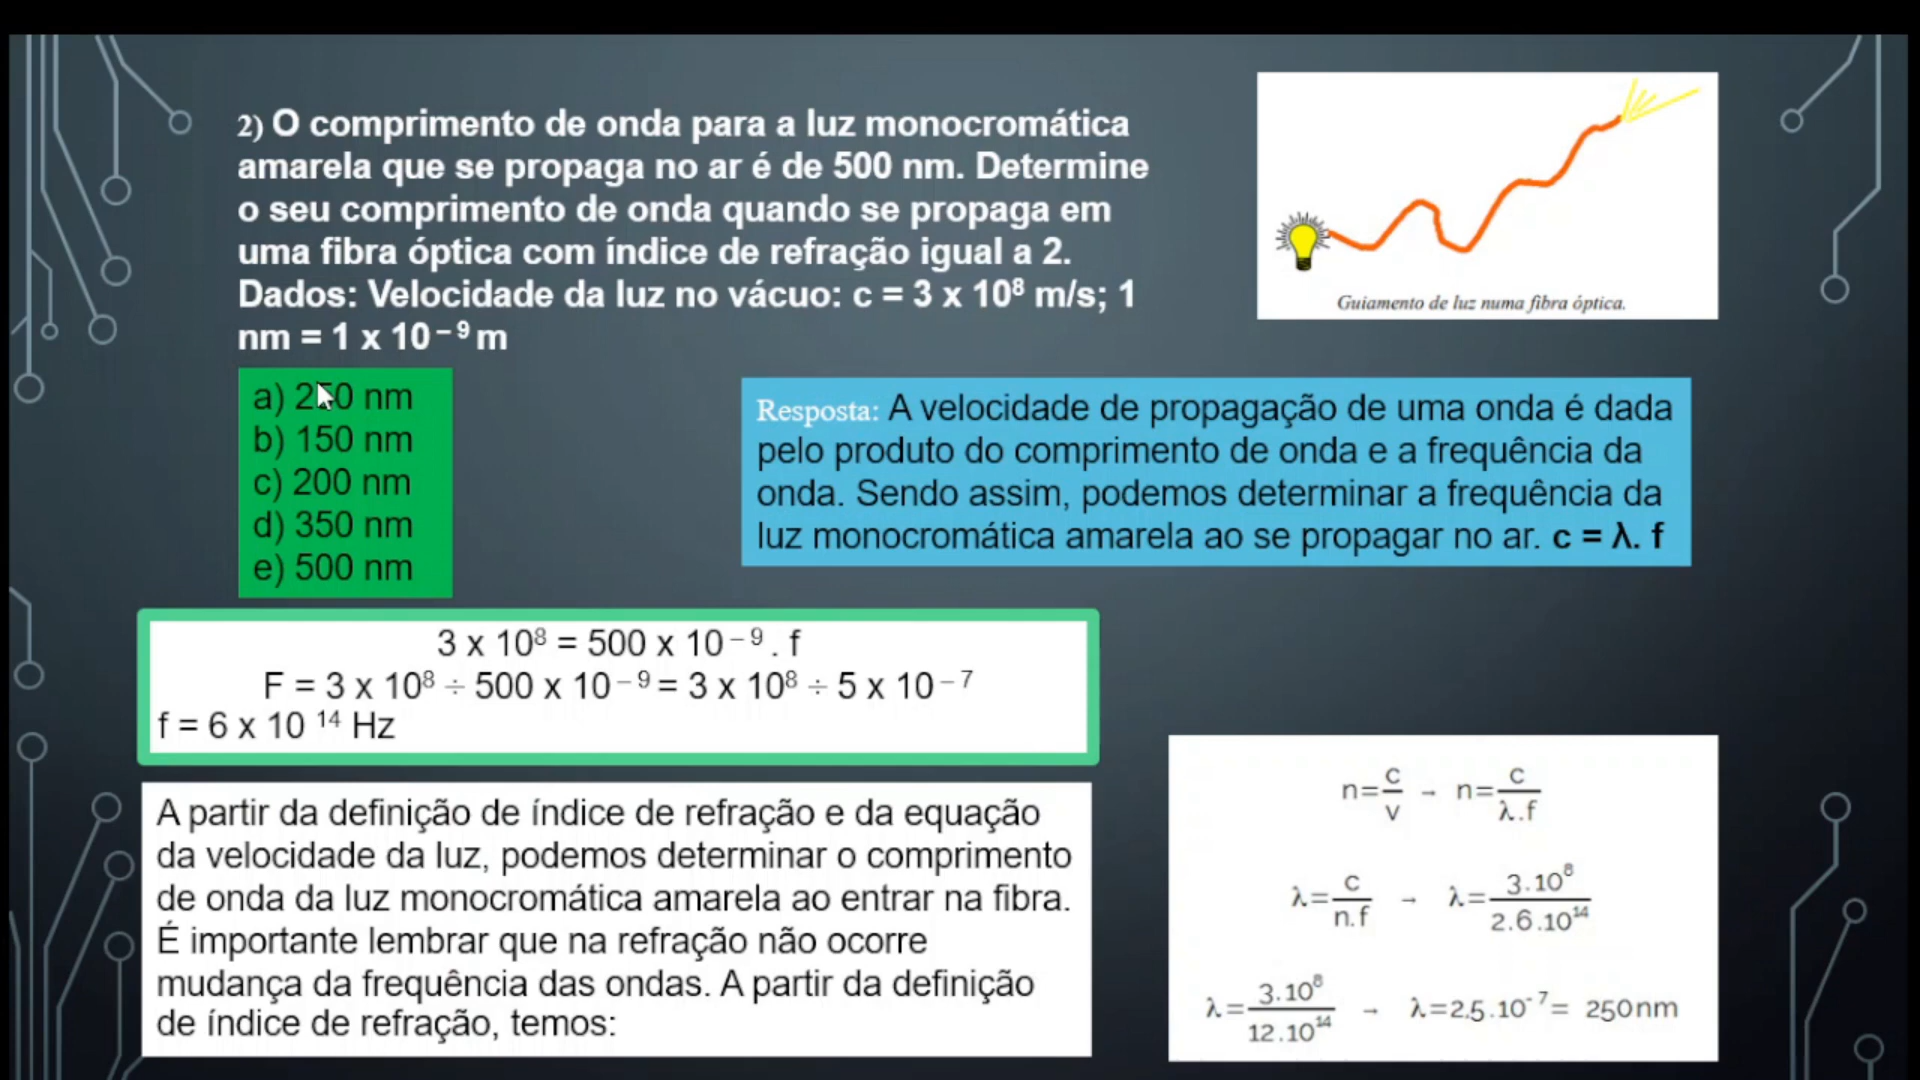 2) O comprimento de onda para a luz monocromática
amarela que se propaga no ar é de 500 nm. Determine
o seu comprimento de onda quando se propaga em
uma fibra óptica com índice de refração igual a 2.
Dados: Velocidade da luz no vácuo: c = 3 x 10⁸ m/s; 1
nm = 1 x 10⁻⁹ m
Guiamento de luz numa fibra óptica.
a) 250 nm
b) 150 nm
c) 200 nm
d) 350 nm
e) 500 nm
Resposta: A velocidade de propagação de uma onda é dada
pelo produto do comprimento de onda e a frequência da
onda. Sendo assim, podemos determinar a frequência da
luz monocromática amarela ao se propagar no ar. c = λ. f
3 x 10⁸ = 500 x 10⁻⁹ . f
F = 3 x 10⁸ ÷ 500 x 10⁻⁹ = 3 x 10⁸ ÷ 5 x 10⁻⁷
f = 6 x 10 ¹⁴ Hz
A partir da definição de índice de refração e da equação
da velocidade da luz, podemos determinar o comprimento
de onda da luz monocromática amarela ao entrar na fibra.
É importante lembrar que na refração não ocorre
mudança da frequência das ondas. A partir da definição
de índice de refração, temos:
n=c/v → n=c/λ.f
λ=c/n.f → λ=3.10⁸/2.6.10¹⁴
λ=3.10⁸/12.10¹⁴ → λ=2,5.10⁻⁷= 250nm